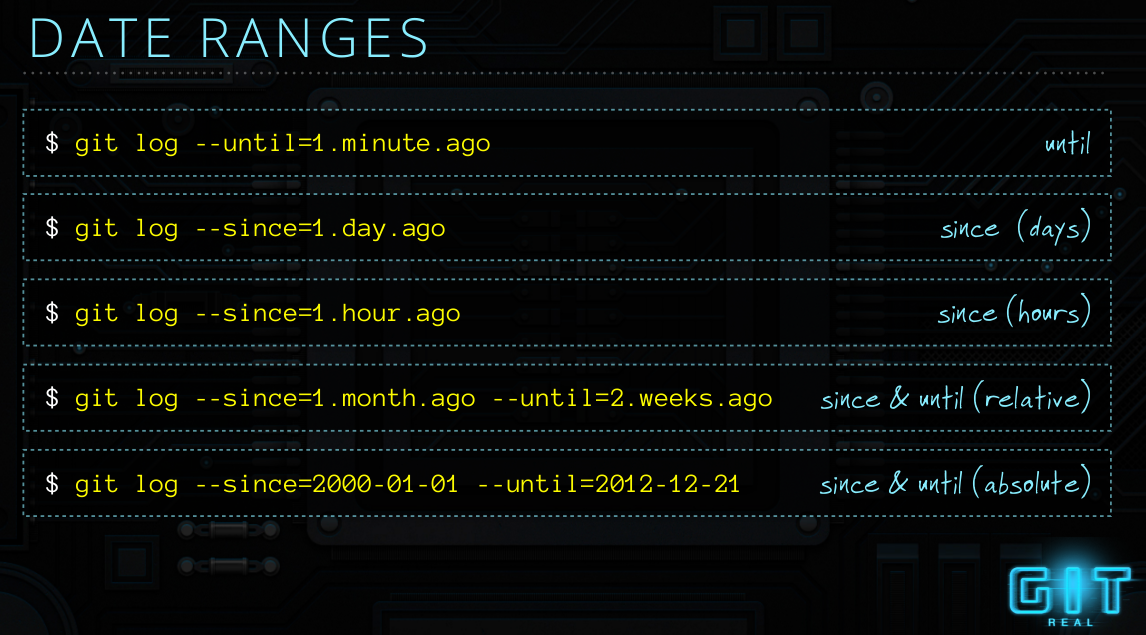 DATE RANGES
$ git log --until=1.minute.ago until
$ git log --since=1.day.ago since (days)
$ git log --since=1.hour.ago since (hours)
$ git log --since=1.month.ago --until=2.weeks.ago since & until (relative)
$ git log --since=2000-01-01 --until=2012-12-21 since & until (absolute)
GIT
REAL